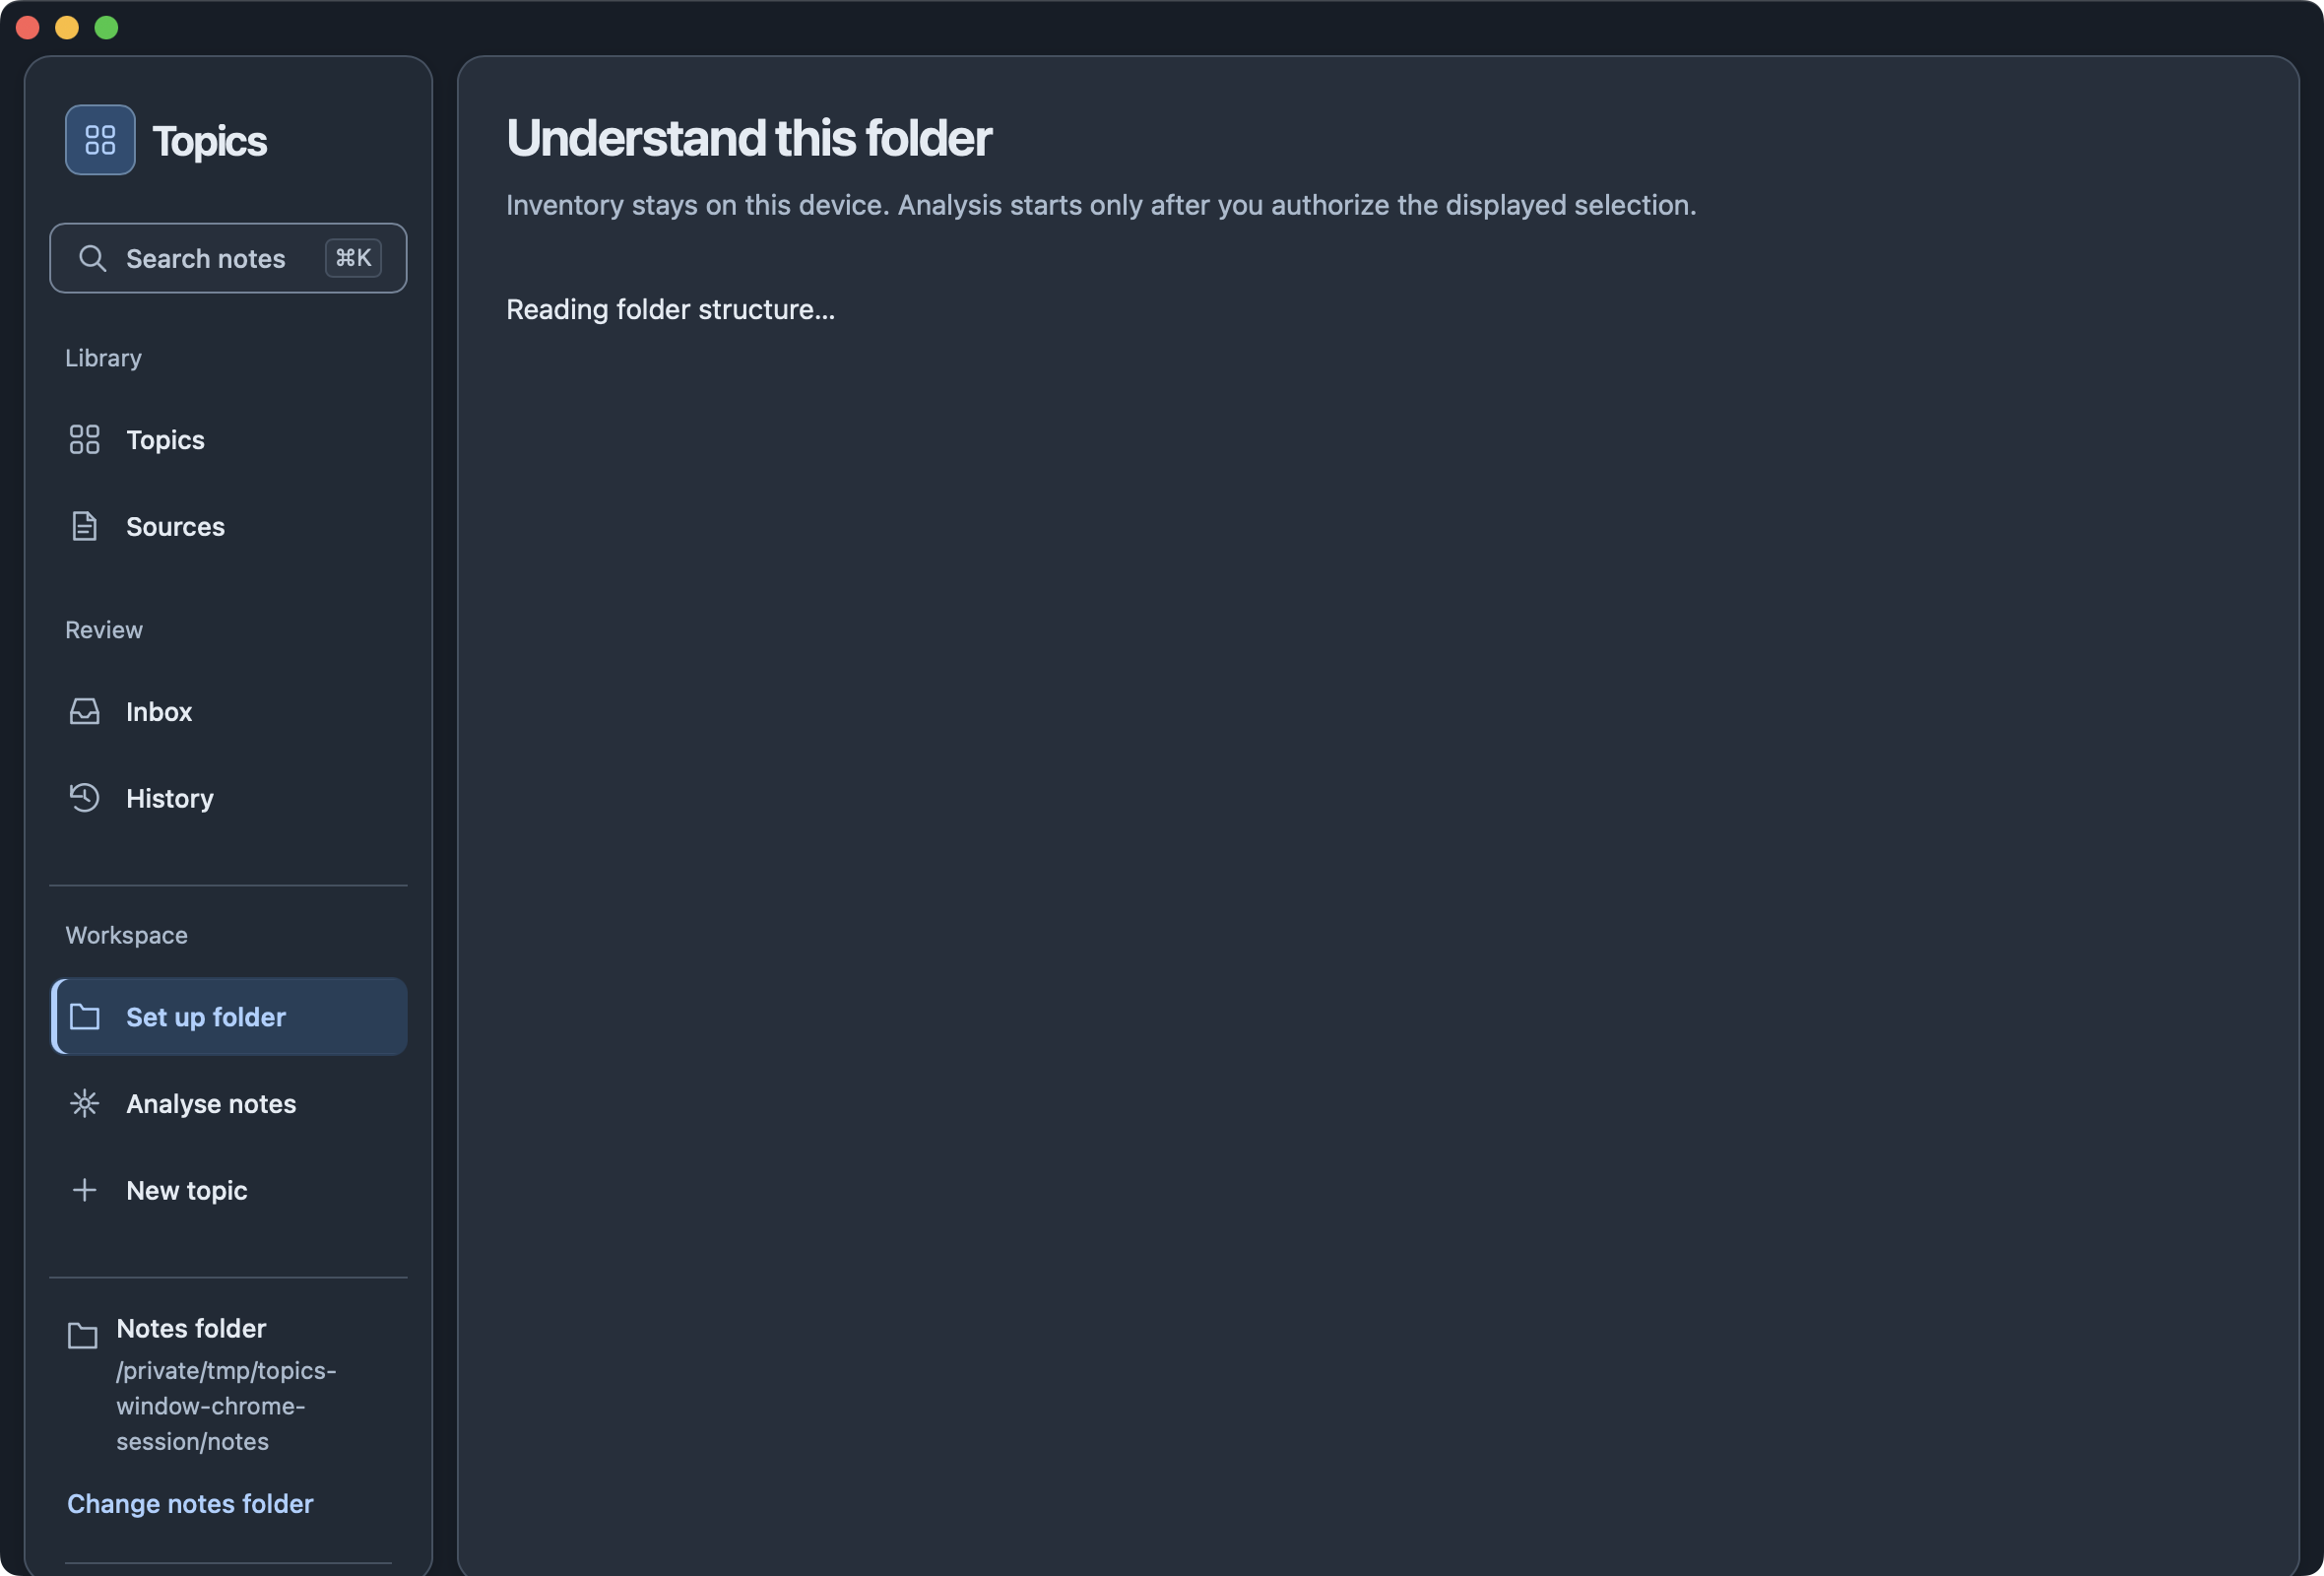 Topics
Search notes ⌘K
Library
Topics
Sources
Review
Inbox
History
Workspace
Set up folder
Analyse notes
New topic
Notes folder
/private/tmp/topics-
window-chrome-
session/notes
Change notes folder
Understand this folder
Inventory stays on this device. Analysis starts only after you authorize the displayed selection.
Reading folder structure...